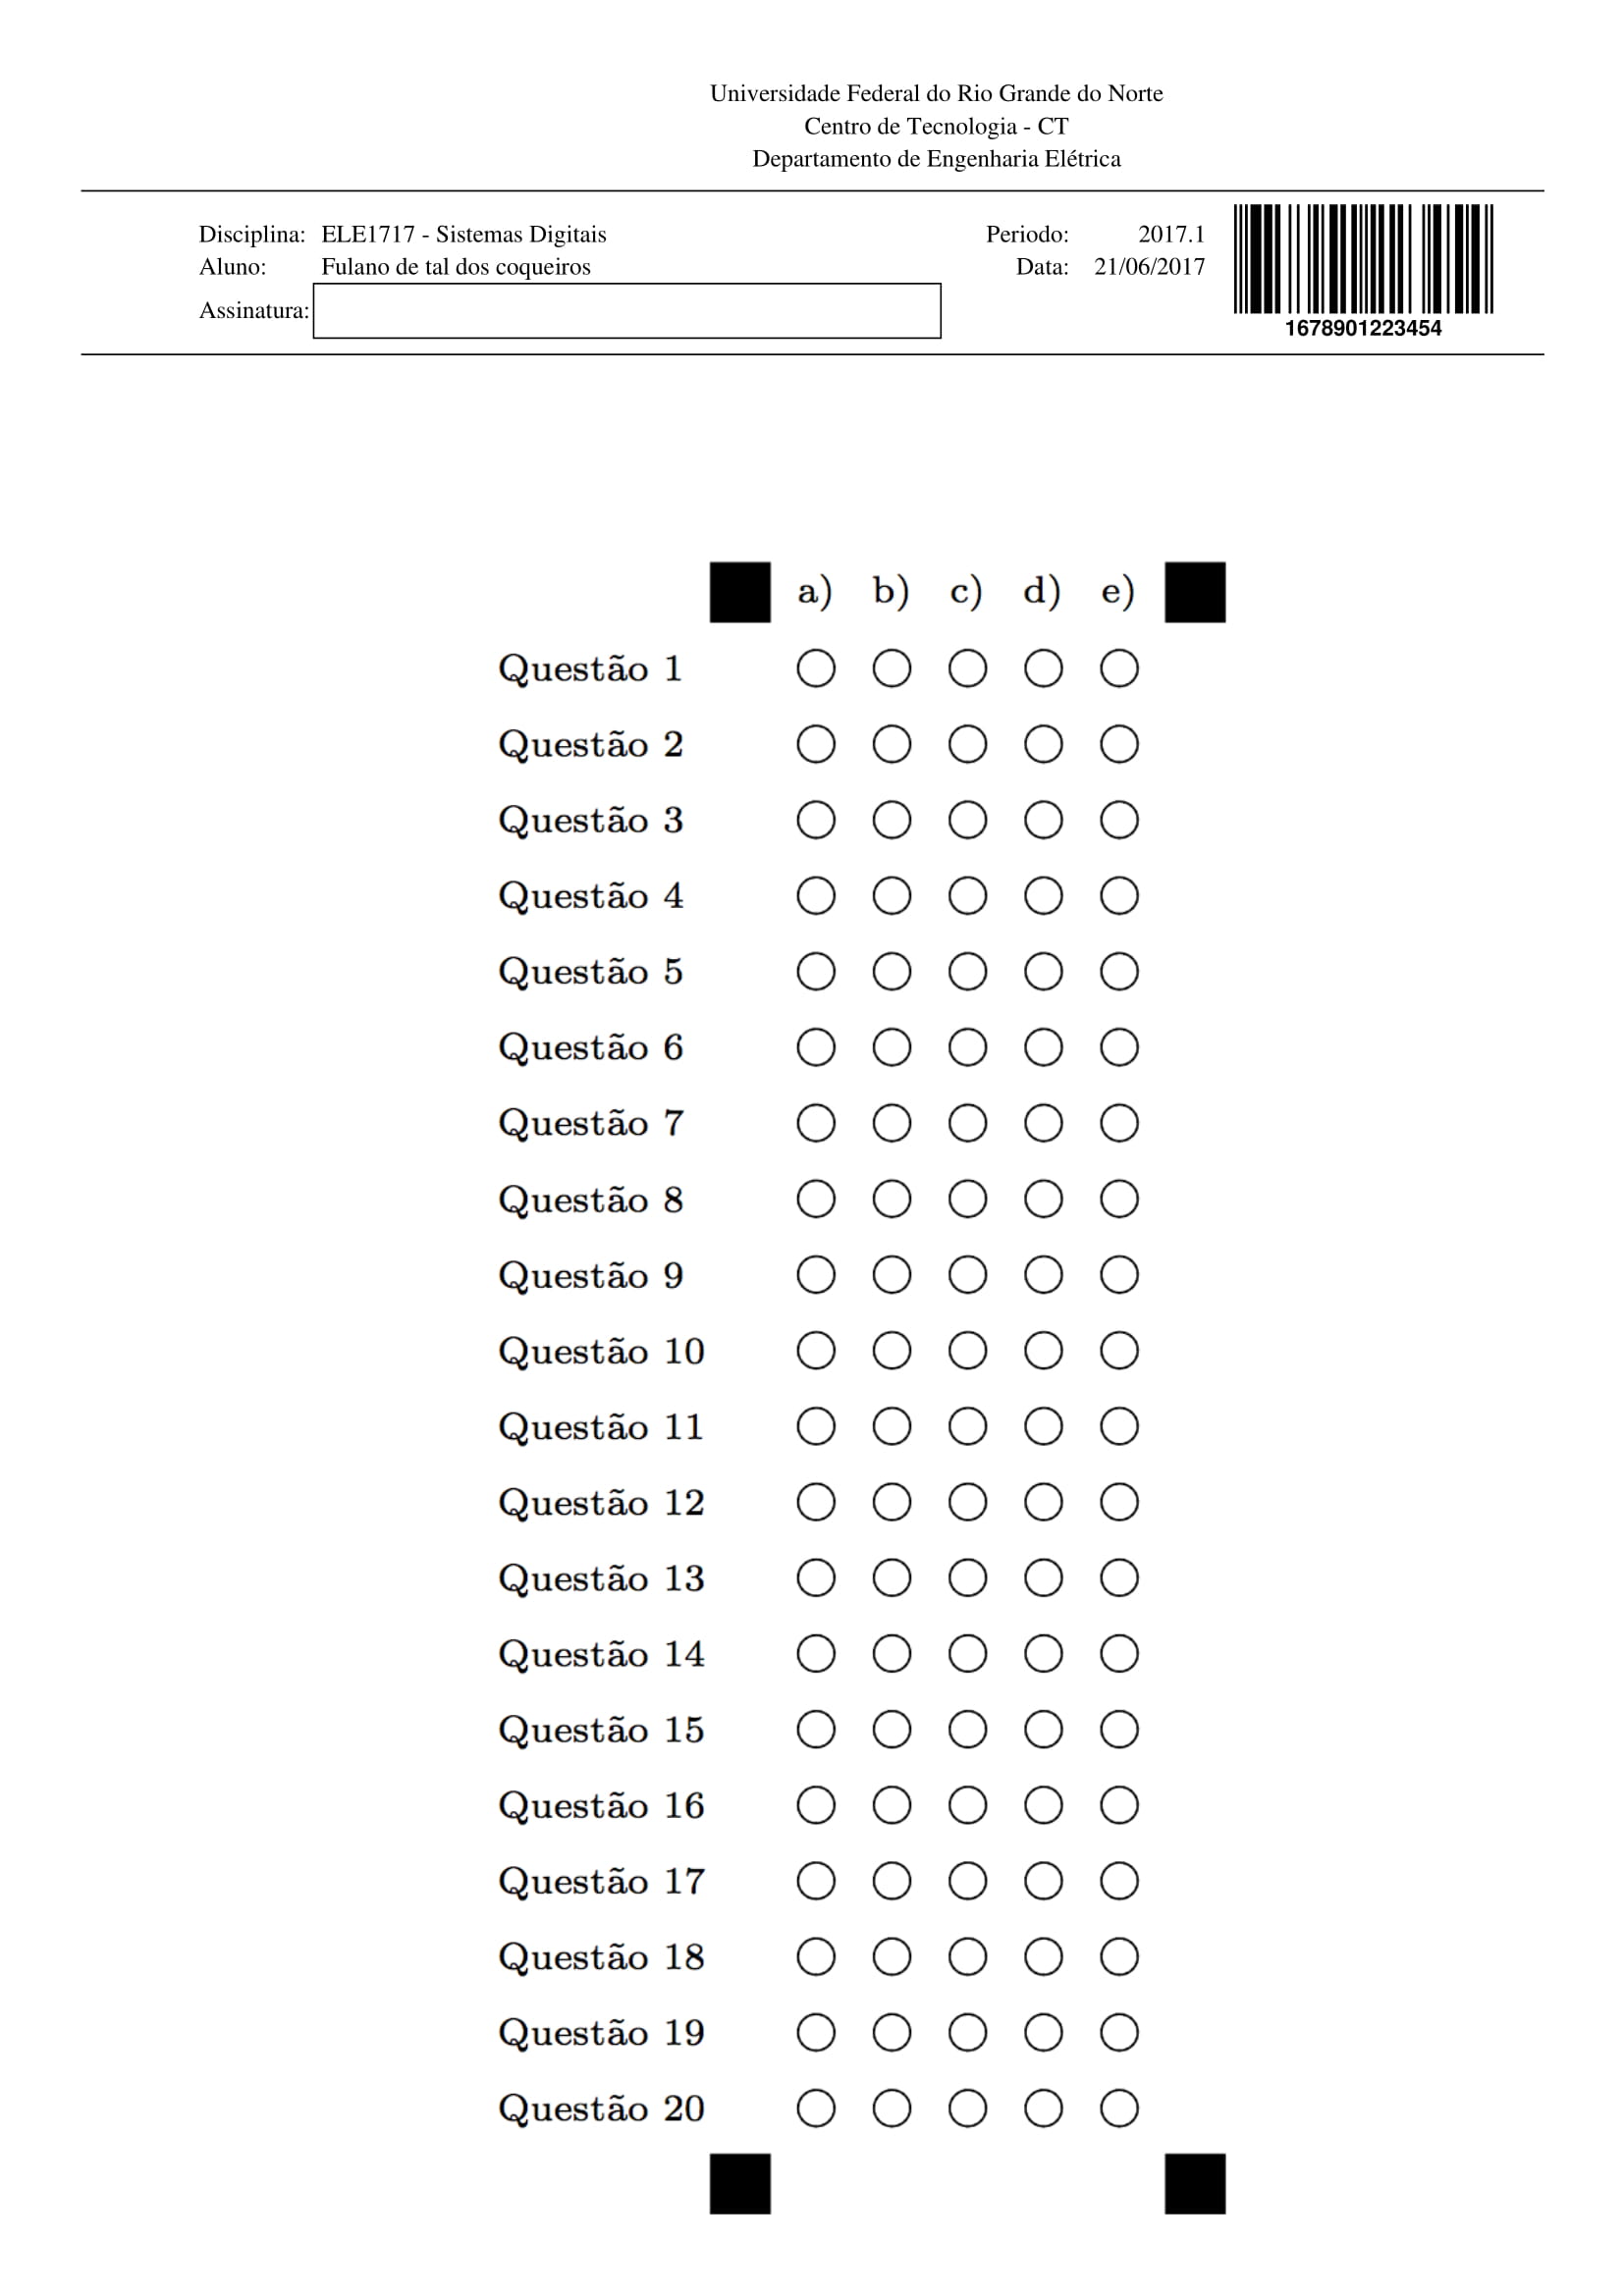 Universidade Federal do Rio Grande do Norte
Centro de Tecnologia - CT
Departamento de Engenharia Elétrica
Disciplina: ELE1717 - Sistemas Digitais Periodo: 2017.1
Aluno: Fulano de tal dos coqueiros Data: 21/06/2017
Assinatura:
1678901223454
a) b) c) d) e)
Questão 1
Questão 2
Questão 3
Questão 4
Questão 5
Questão 6
Questão 7
Questão 8
Questão 9
Questão 10
Questão 11
Questão 12
Questão 13
Questão 14
Questão 15
Questão 16
Questão 17
Questão 18
Questão 19
Questão 20